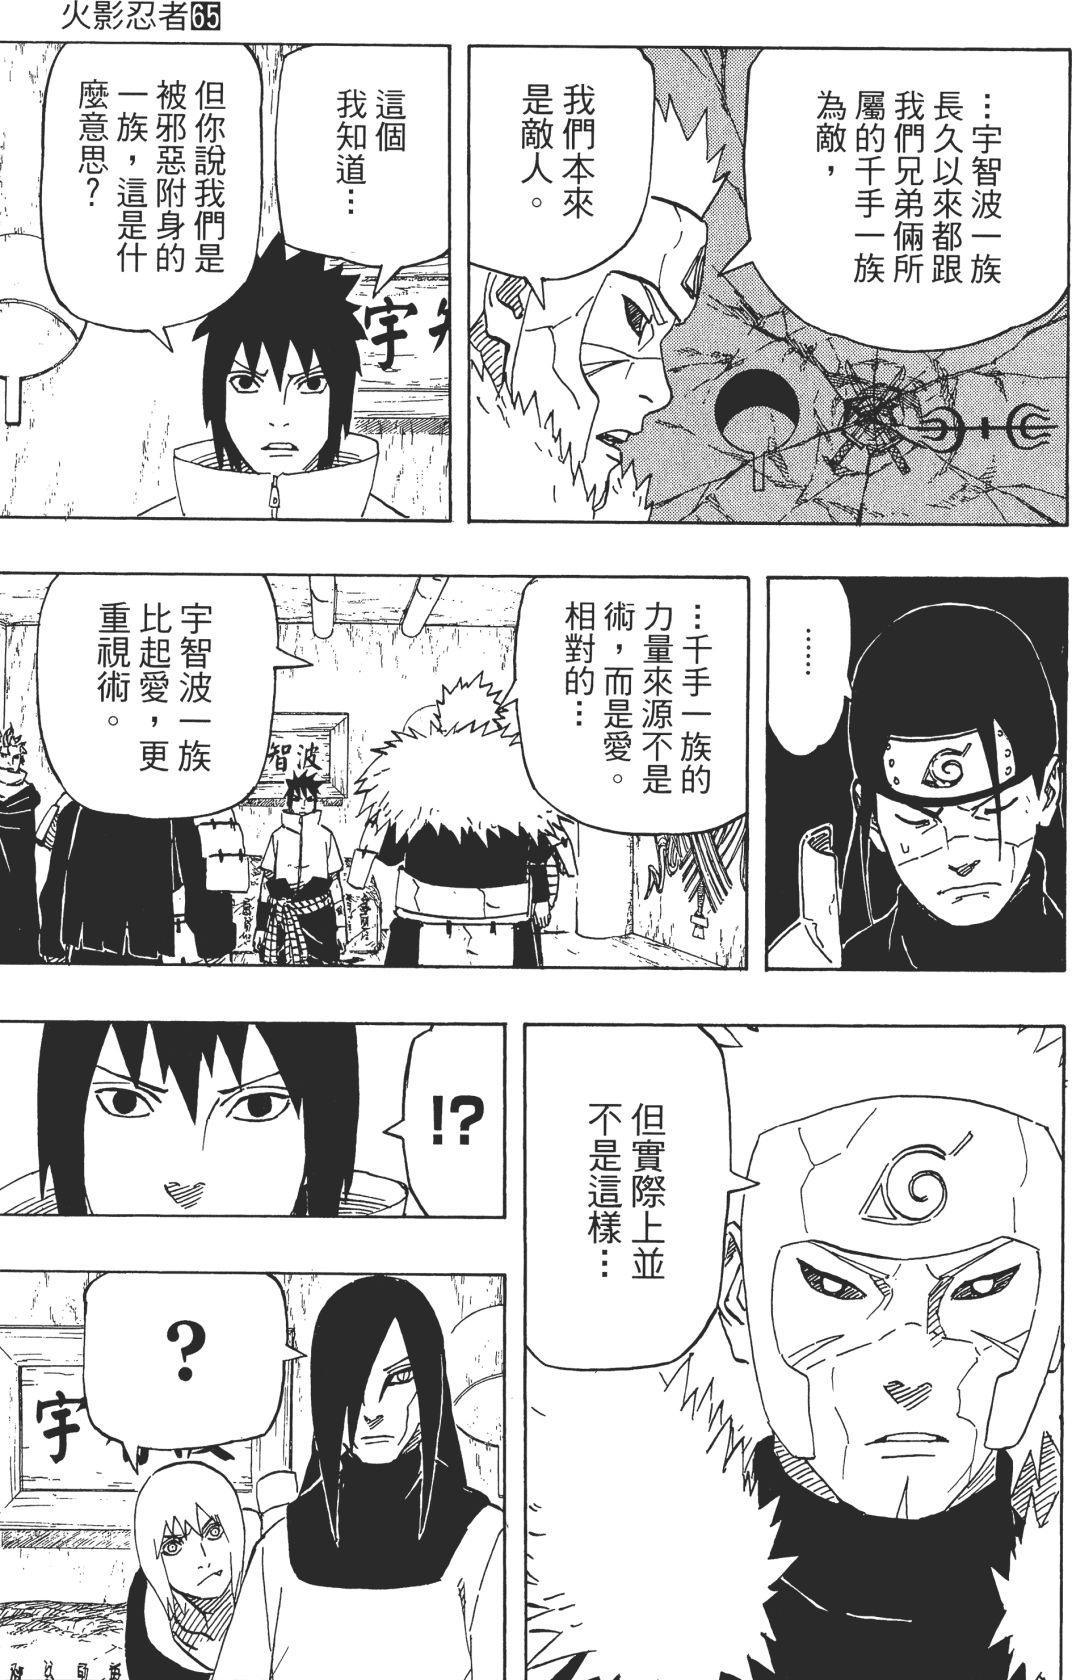 火影忍者65
…宇智波一族
長久以來都跟
我們兄弟倆所
屬的千手一族
為敵，
我們本來
是敵人。
這個
我知道…
但你說我們是
被邪惡附身的
一族，這是什
麼意思？
……
…千手一族的
力量來源不是
術，而是愛。
相對的…
宇智波一族
比起愛，更
重視術。
但實際上並
不是這樣…
!?
?
宇智
智波
宇